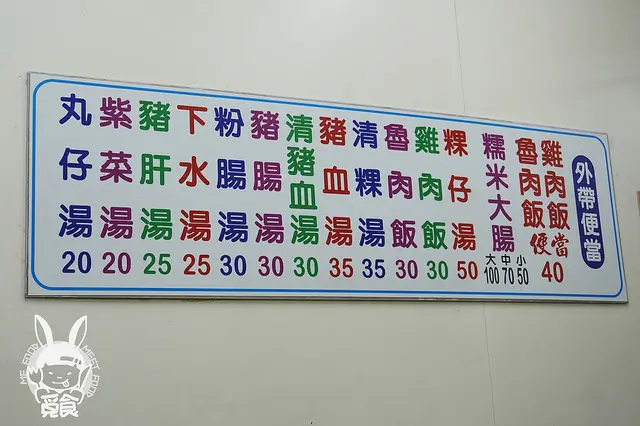 外帶便當
雞肉飯
魯肉飯
便當
40
糯米大腸
大100
中70
小50
粿仔湯 50
雞肉飯 30
魯肉飯 30
清粿湯 35
豬血湯 35
清豬血湯 30
豬腸湯 30
粉腸湯 30
下水湯 25
豬肝湯 25
紫菜湯 20
丸仔湯 20
覓食